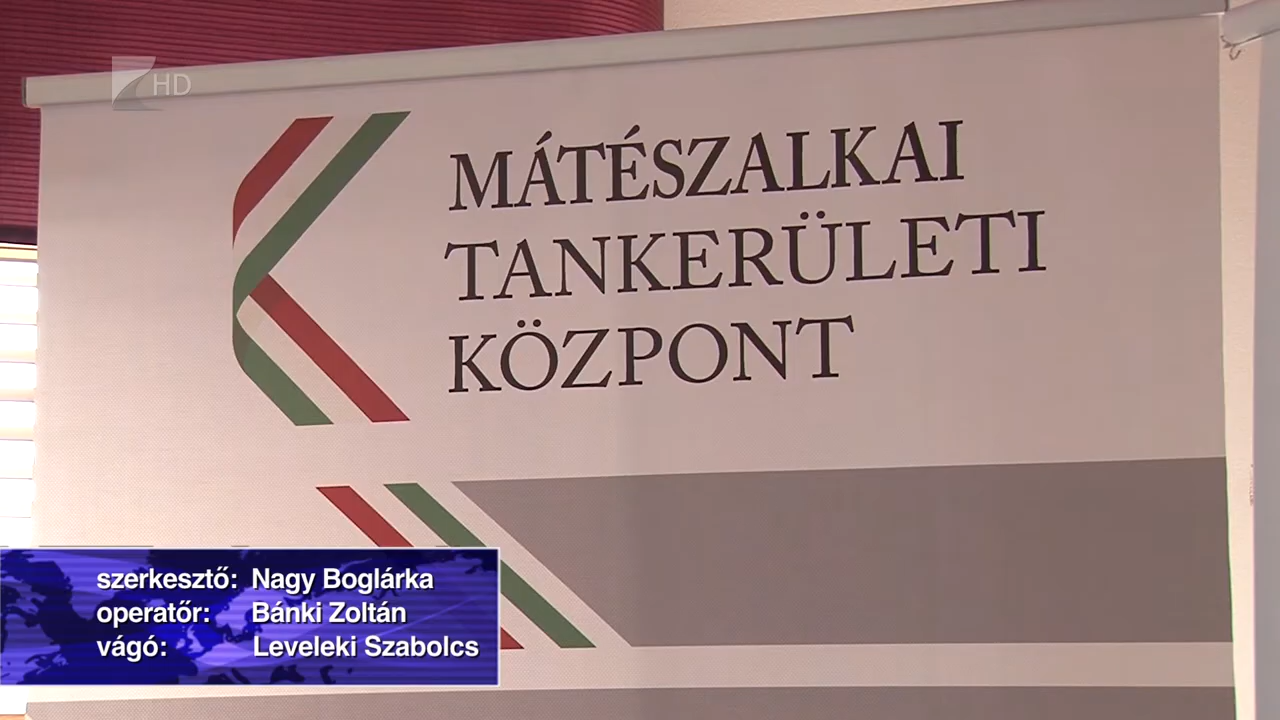 HD
MÁTÉSZALKAI
TANKERÜLETI
KÖZPONT
szerkesztő: Nagy Boglárka
operatőr: Bánki Zoltán
vágó: Leveleki Szabolcs